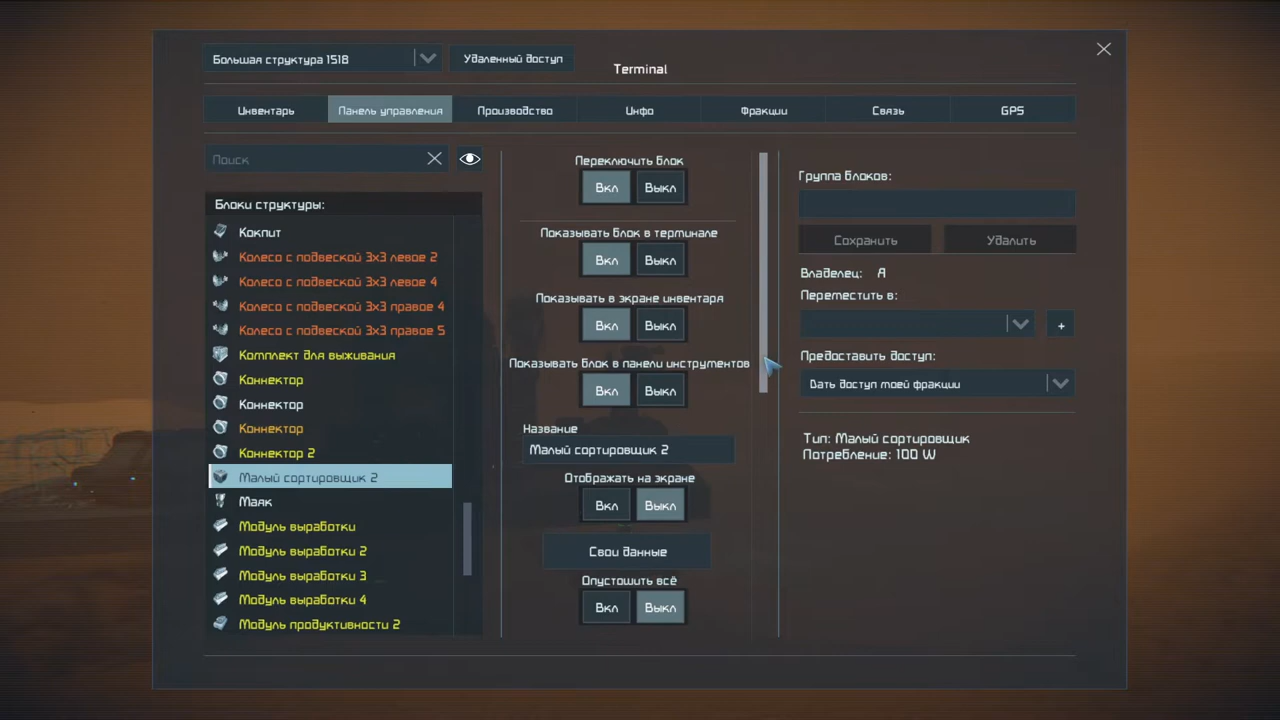 Большая структура 1518
Удаленный доступ
Terminal
Инвентарь
Панель управления
Производство
Инфо
Фракции
Связь
GPS
Поиск
Блоки структуры:
Кокпит
Колесо с подвеской 3x3 левое 2
Колесо с подвеской 3x3 левое 4
Колесо с подвеской 3x3 правое 4
Колесо с подвеской 3x3 правое 5
Комплект для выживания
Коннектор
Коннектор
Коннектор
Коннектор 2
Малый сортировщик 2
Маяк
Модуль выработки
Модуль выработки 2
Модуль выработки 3
Модуль выработки 4
Модуль продуктивности 2
Переключить блок
Вкл Выкл
Показывать блок в терминале
Вкл Выкл
Показывать в экране инвентаря
Вкл Выкл
Показывать блок в панели инструментов
Вкл Выкл
Название
Малый сортировщик 2
Отображать на экране
Вкл Выкл
Свои данные
Опустошить всё
Вкл Выкл
Группа блоков:
Сохранить Удалить
Владелец: A
Переместить в:
+
Предоставить доступ:
Дать доступ моей фракции
Тип: Малый сортировщик
Потребление: 100 W